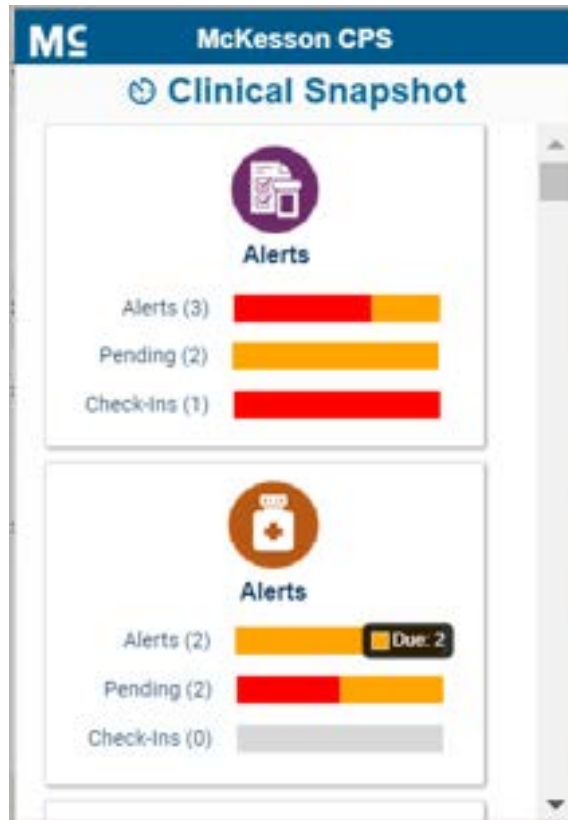 MC McKesson CPS
Clinical Snapshot
Alerts
Alerts (3)
Pending (2)
Check-Ins (1)
Alerts
Alerts (2)
Due: 2
Pending (2)
Check-Ins (0)